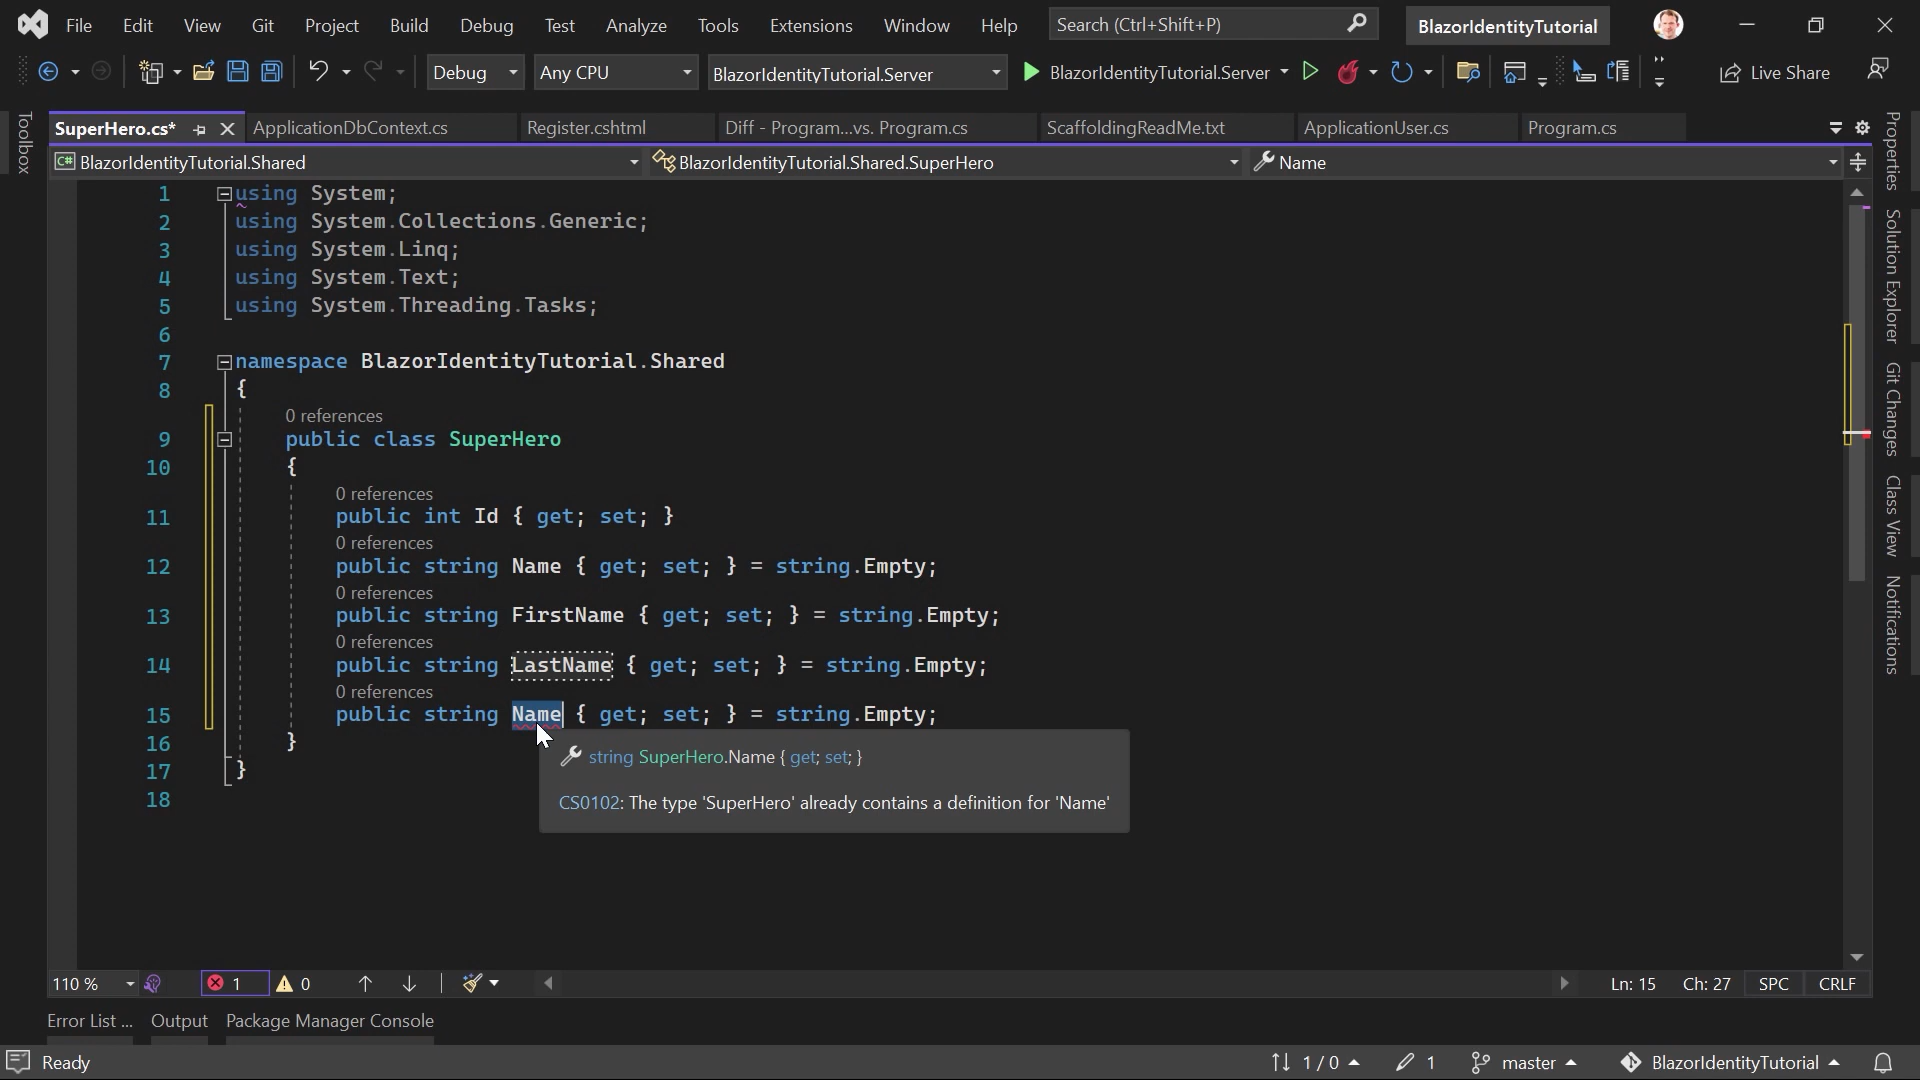 File Edit View Git Project Build Debug Test Analyze Tools Extensions Window Help Search (Ctrl+Shift+P) BlazorIdentityTutorial
Debug Any CPU BlazorIdentityTutorial.Server BlazorIdentityTutorial.Server Live Share
Toolbox
SuperHero.cs* ApplicationDbContext.cs Register.cshtml Diff - Program...vs. Program.cs ScaffoldingReadMe.txt ApplicationUser.cs Program.cs
C# BlazorIdentityTutorial.Shared BlazorIdentityTutorial.Shared.SuperHero Name
1 using System;
2 using System.Collections.Generic;
3 using System.Linq;
4 using System.Text;
5 using System.Threading.Tasks;
6
7 namespace BlazorIdentityTutorial.Shared
8 {
0 references
9 public class SuperHero
10 {
0 references
11 public int Id { get; set; }
0 references
12 public string Name { get; set; } = string.Empty;
0 references
13 public string FirstName { get; set; } = string.Empty;
0 references
14 public string LastName { get; set; } = string.Empty;
0 references
15 public string Name { get; set; } = string.Empty;
16 }
17 }
18
string SuperHero.Name { get; set; }
CS0102: The type 'SuperHero' already contains a definition for 'Name'
Properties
Solution Explorer
Git Changes
Class View
Notifications
110 % 1 0 Ln: 15 Ch: 27 SPC CRLF
Error List ... Output Package Manager Console
Ready 1 / 0 1 master BlazorIdentityTutorial